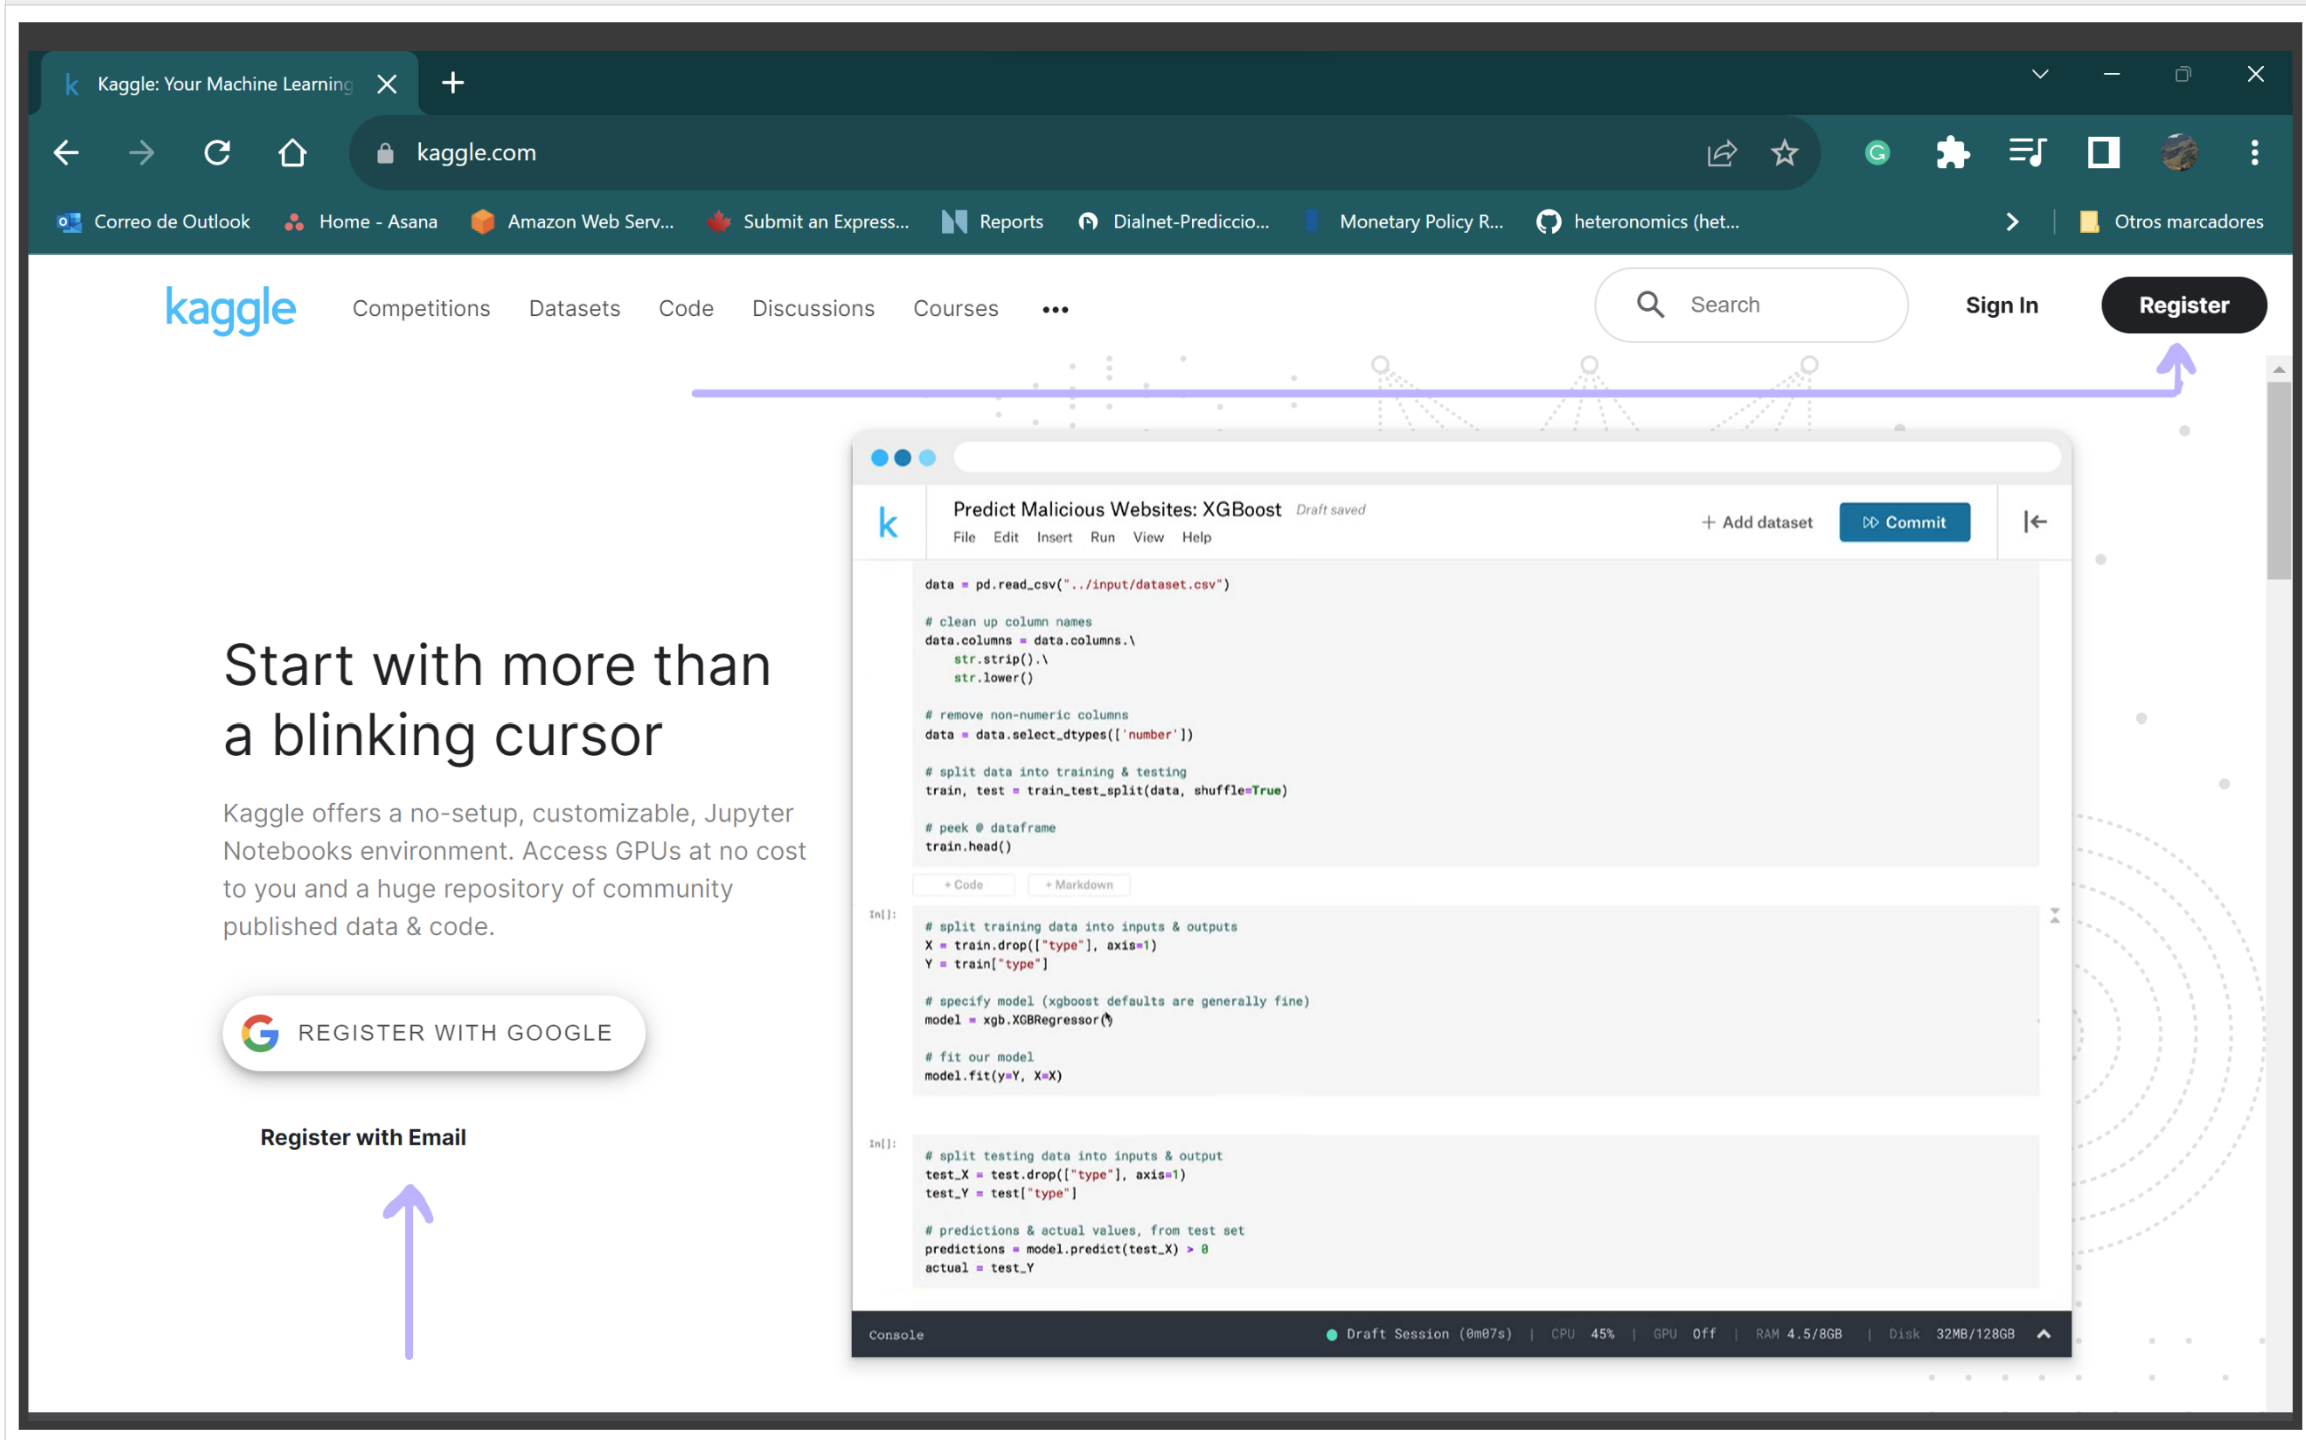 k Kaggle: Your Machine Learning
kaggle.com
Correo de Outlook Home - Asana Amazon Web Serv... Submit an Express... Reports Dialnet-Prediccio... Monetary Policy R... heteronomics (het... Otros marcadores
kaggle Competitions Datasets Code Discussions Courses ••• Search Sign In Register
Start with more than
a blinking cursor
Kaggle offers a no-setup, customizable, Jupyter
Notebooks environment. Access GPUs at no cost
to you and a huge repository of community
published data & code.
G REGISTER WITH GOOGLE
Register with Email
k Predict Malicious Websites: XGBoost Draft saved
File Edit Insert Run View Help
+ Add dataset Commit
data = pd.read_csv("../input/dataset.csv")
# clean up column names
data.columns = data.columns.\
str.strip().\
str.lower()
# remove non-numeric columns
data = data.select_dtypes(['number'])
# split data into training & testing
train, test = train_test_split(data, shuffle=True)
# peek @ dataframe
train.head()
+ Code + Markdown
In[]:
# split training data into inputs & outputs
X = train.drop(["type"], axis=1)
Y = train["type"]
# specify model (xgboost defaults are generally fine)
model = xgb.XGBRegressor()
# fit our model
model.fit(y=Y, X=X)
In[]:
# split testing data into inputs & output
test_X = test.drop(["type"], axis=1)
test_Y = test["type"]
# predictions & actual values, from test set
predictions = model.predict(test_X) > 0
actual = test_Y
Console Draft Session (0m07s) | CPU 45% | GPU Off | RAM 4.5/8GB | Disk 32MB/128GB